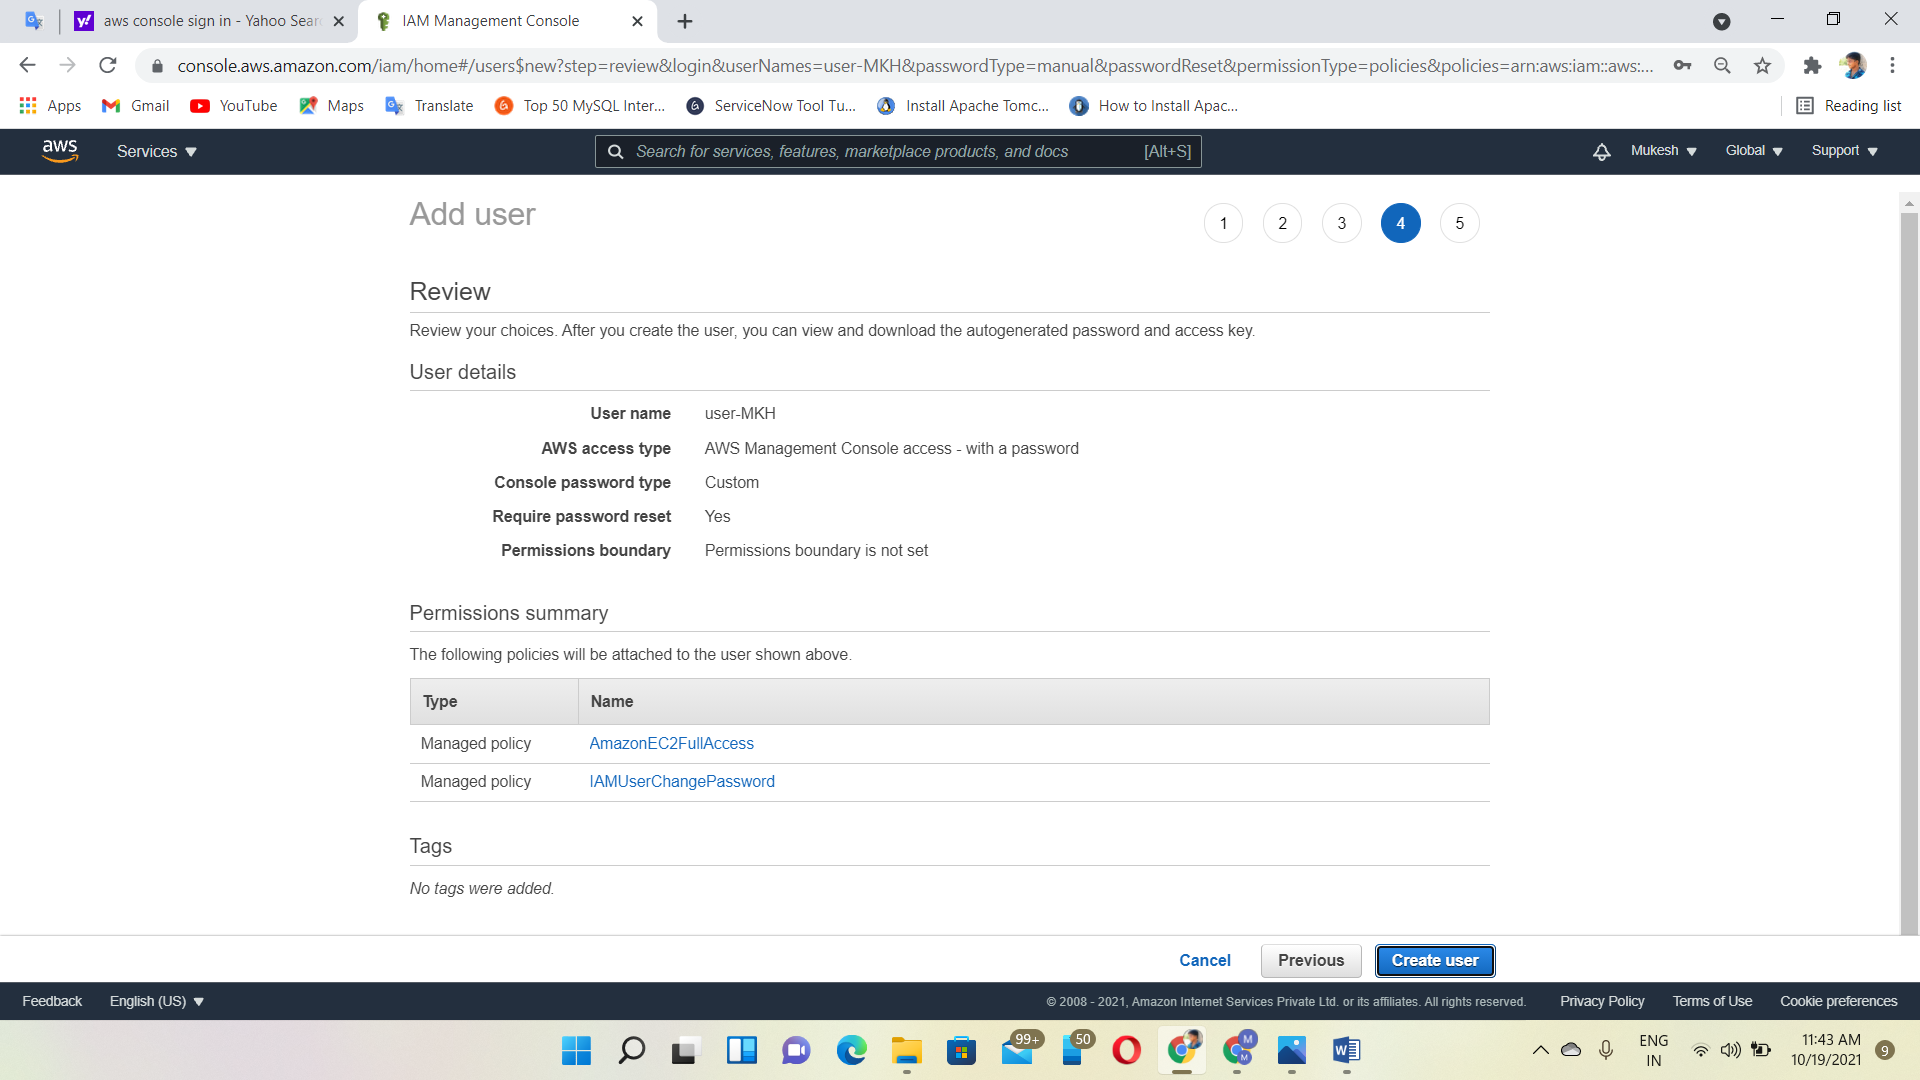 aws console sign in - Yahoo Sear
IAM Management Console
console.aws.amazon.com/iam/home#/users$new?step=review&login&userNames=user-MKH&passwordType=manual&passwordReset&permissionType=policies&policies=arn:aws:iam::aws:...
Apps
Gmail
YouTube
Maps
Translate
Top 50 MySQL Inter...
ServiceNow Tool Tu...
Install Apache Tomc...
How to Install Apac...
Reading list
aws
Services
Search for services, features, marketplace products, and docs
[Alt+S]
Mukesh
Global
Support
Add user
1
2
3
4
5
Review
Review your choices. After you create the user, you can view and download the autogenerated password and access key.
User details
User name user-MKH
AWS access type AWS Management Console access - with a password
Console password type Custom
Require password reset Yes
Permissions boundary Permissions boundary is not set
Permissions summary
The following policies will be attached to the user shown above.
Type Name
Managed policy AmazonEC2FullAccess
Managed policy IAMUserChangePassword
Tags
No tags were added.
Cancel
Previous
Create user
Feedback
English (US)
© 2008 - 2021, Amazon Internet Services Private Ltd. or its affiliates. All rights reserved.
Privacy Policy
Terms of Use
Cookie preferences
99+
50
M
M
ENG
IN
11:43 AM
10/19/2021
9